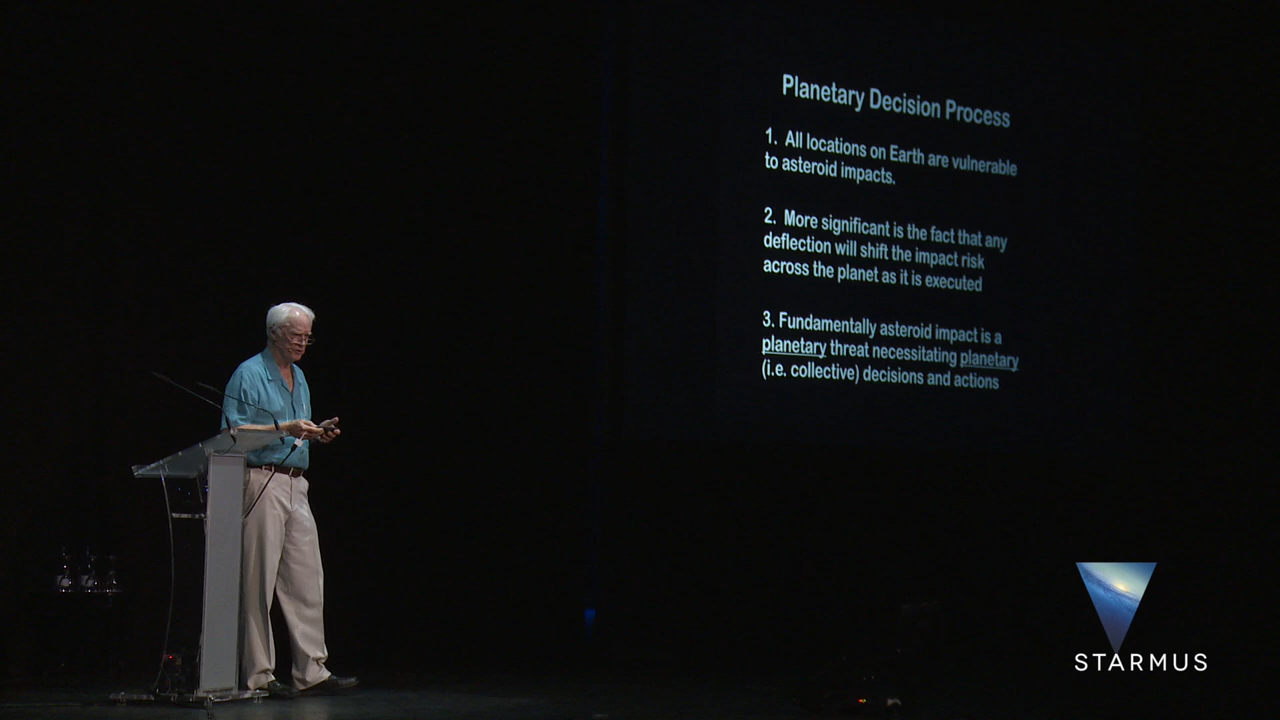 Planetary Decision Process
1. All locations on Earth are vulnerable
to asteroid impacts.
2. More significant is the fact that any
deflection will shift the impact risk
across the planet as it is executed
3. Fundamentally asteroid impact is a
planetary threat necessitating planetary
(i.e. collective) decisions and actions
STARMUS